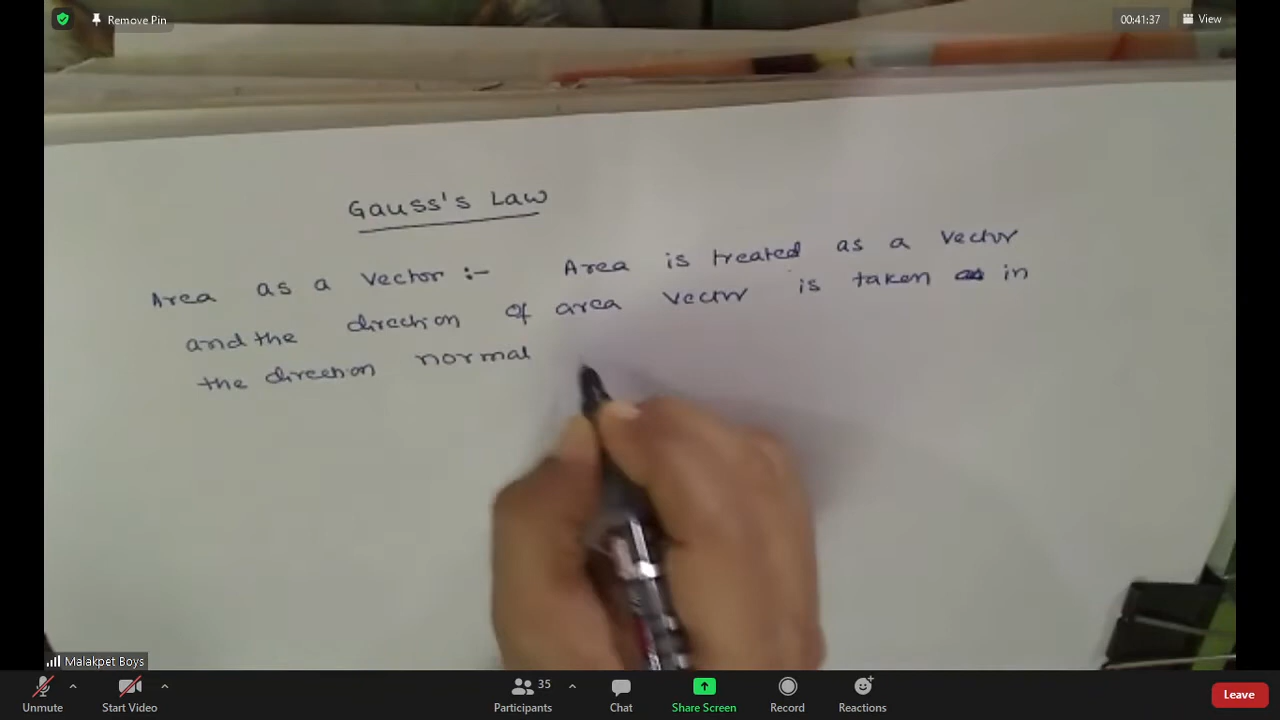 Remove Pin
00:41:37
View
Gauss's Law
Area as a Vector :- Area is treated as a Vector
and the direction of area Vector is taken in
the direction normal
Malakpet Boys
Unmute
Start Video
35
Participants
Chat
Share Screen
Record
Reactions
Leave